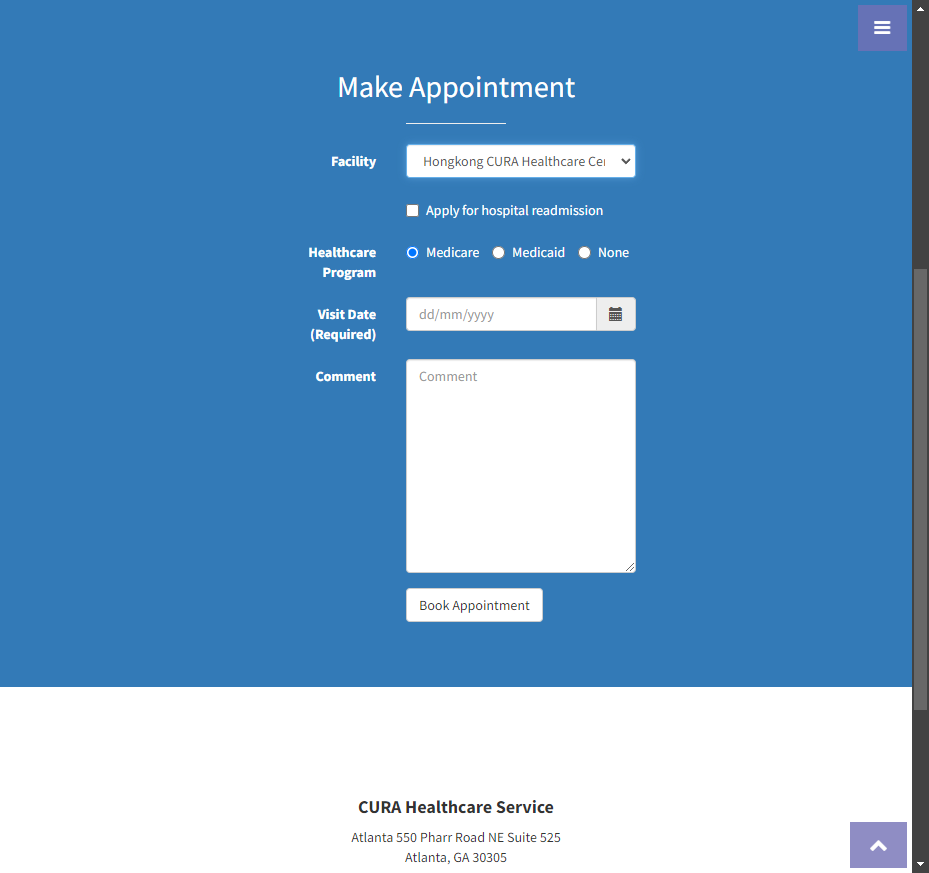 Make Appointment
Facility
Hongkong CURA Healthcare
Apply for hospital readmission
Healthcare Program
Medicare
Medicaid
None
Visit Date (Required)
dd/mm/yyyy
Comment
Comment
Book Appointment
CURA Healthcare Service
Atlanta 550 Pharr Road NE Suite 525
Atlanta, GA 30305